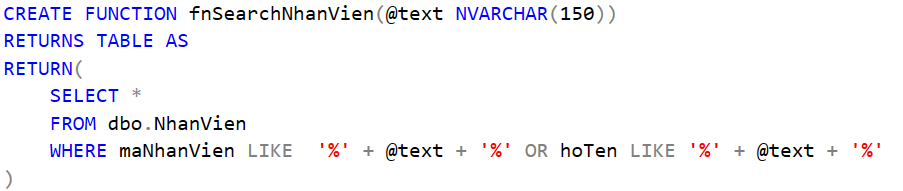 CREATE FUNCTION fnSearchNhanVien(@text NVARCHAR(150))
RETURNS TABLE AS
RETURN(
    SELECT *
    FROM dbo.NhanVien
    WHERE maNhanVien LIKE  '%' + @text + '%' OR hoTen LIKE '%' + @text + '%'
)